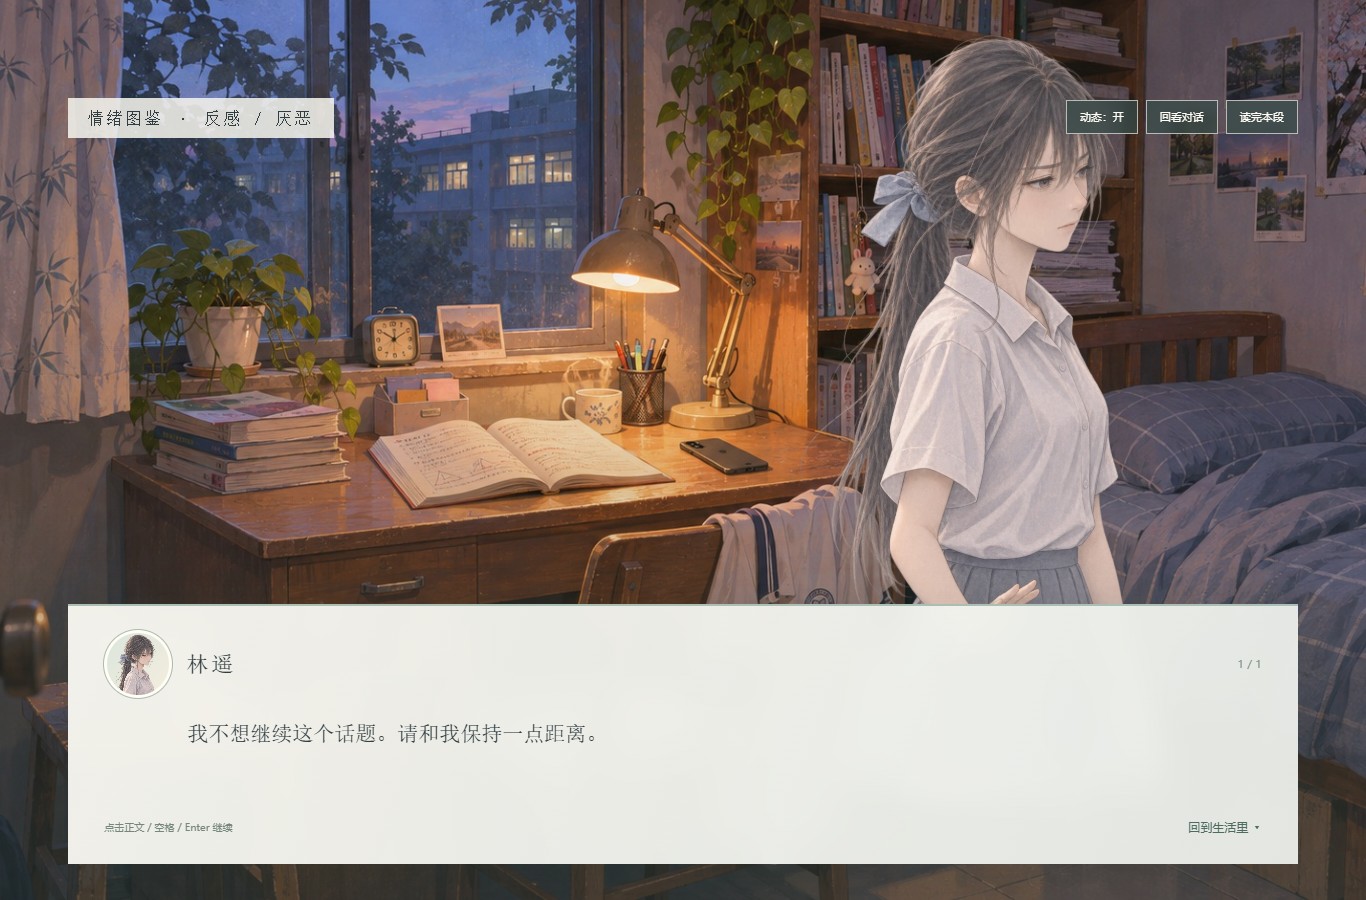 情绪图鉴 · 反感 / 厌恶
动态：开
回看对话
读完本段
林遥
1 / 1
我不想继续这个话题。请和我保持一点距离。
点击正文 / 空格 / Enter 继续
回到生活里 ▾